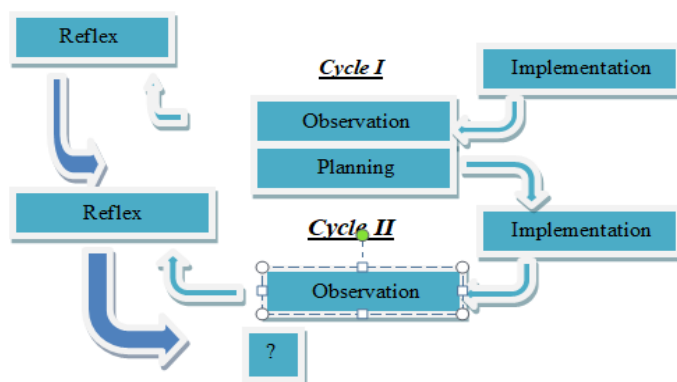 Reflex
Cycle I
Implementation
Observation
Planning
Reflex
Cycle II
Implementation
Observation
?